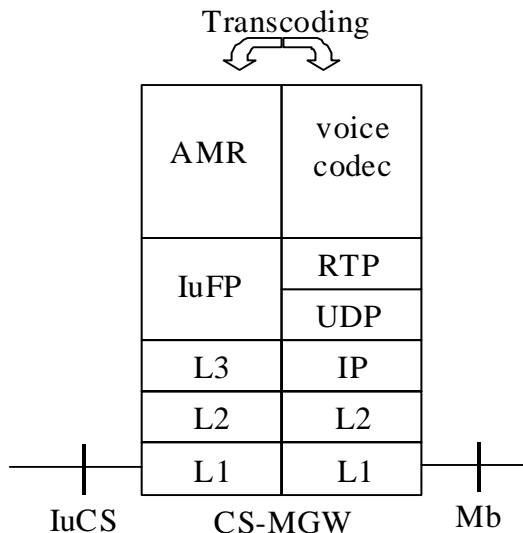 Transcoding
AMR
voice
codec
IuFP
RTP
UDP
L3
IP
L2
L2
L1
L1
IuCS
CS-MGW
Mb